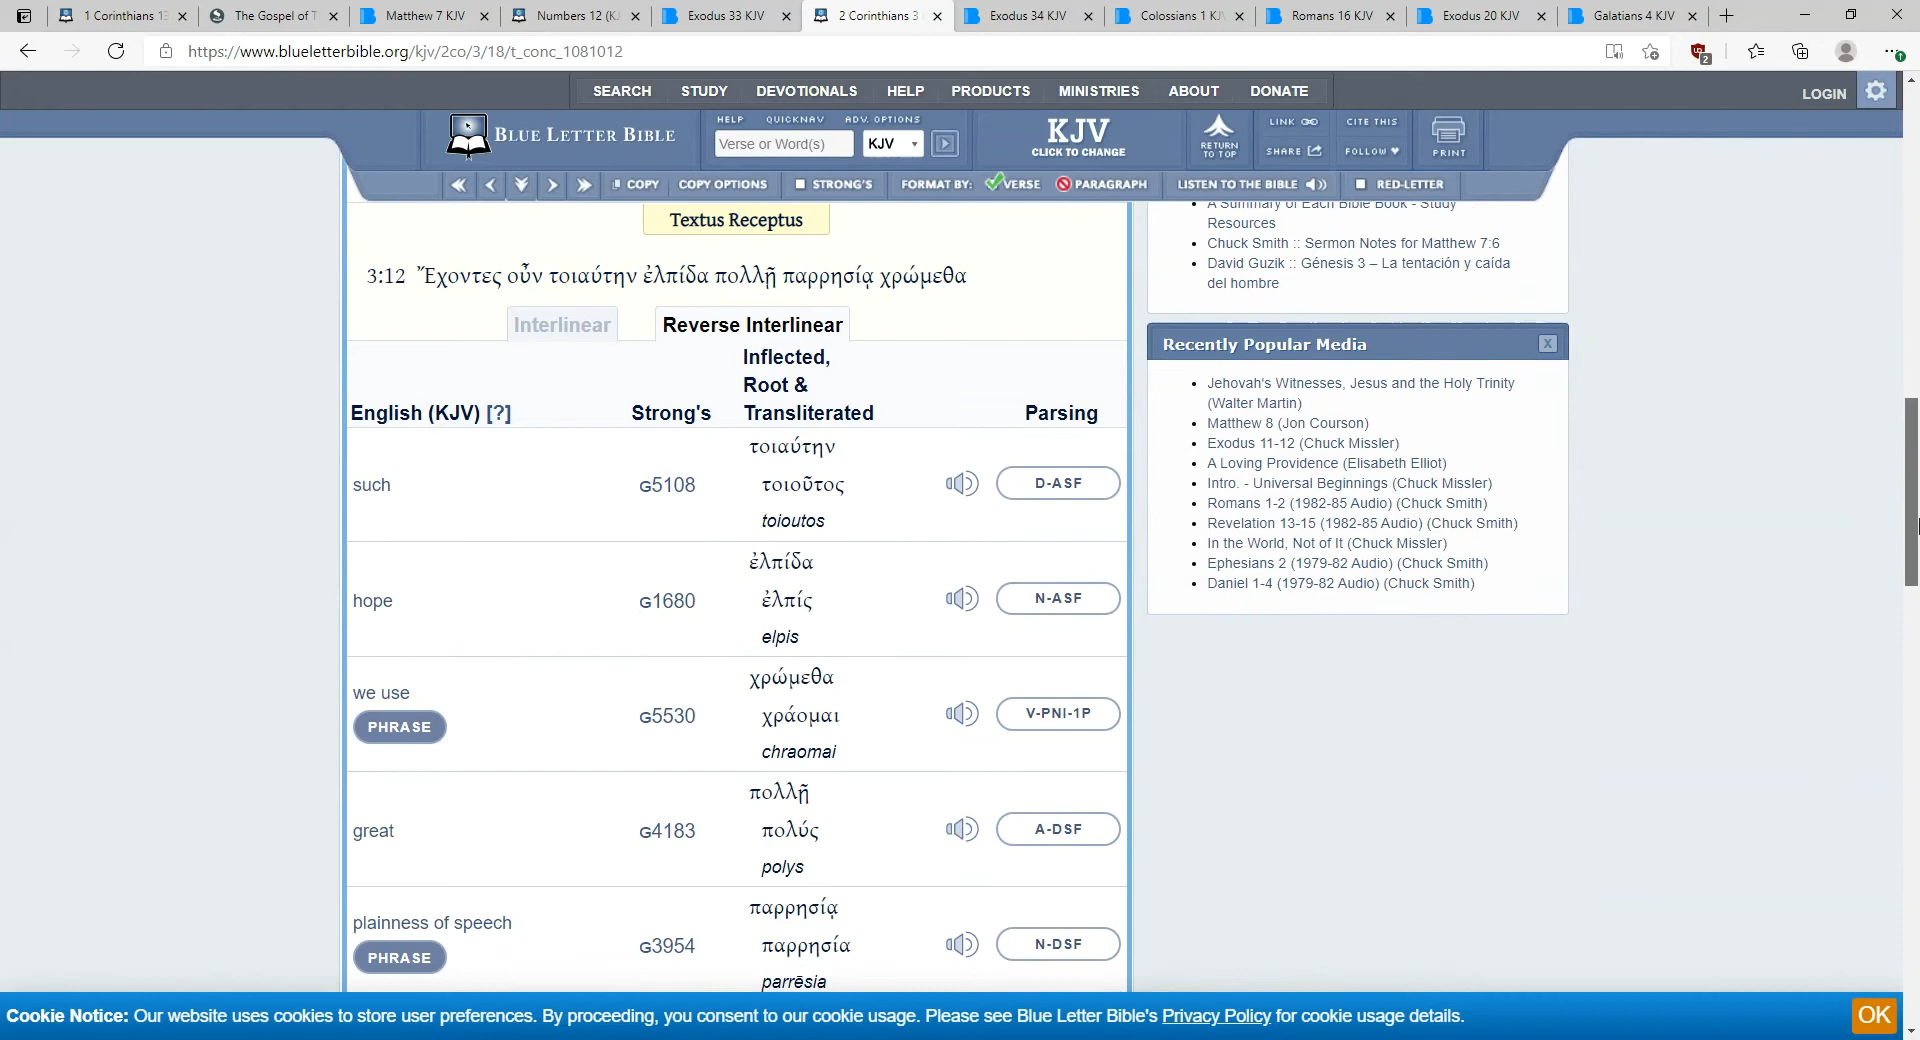 1 Corinthians 13
The Gospel of T
Matthew 7 KJV
Numbers 12 (KJ
Exodus 33 KJV
2 Corinthians 3
Exodus 34 KJV
Colossians 1 KJ
Romans 16 KJV
Exodus 20 KJV
Galatians 4 KJV
https://www.blueletterbible.org/kjv/2co/3/18/t_conc_1081012
2
SEARCH STUDY DEVOTIONALS HELP PRODUCTS MINISTRIES ABOUT DONATE
LOGIN
BLUE LETTER BIBLE
HELP QUICKNAV ADV. OPTIONS
Verse or Word(s)
KJV
KJV
CLICK TO CHANGE
RETURN
TO TOP
LINK
CITE THIS
SHARE
FOLLOW
PRINT
COPY COPY OPTIONS STRONG'S FORMAT BY: VERSE PARAGRAPH LISTEN TO THE BIBLE RED-LETTER
Textus Receptus
3:12 Ἔχοντες οὖν τοιαύτην ἐλπίδα πολλῇ παρρησίᾳ χρώμεθα
Interlinear
Reverse Interlinear
English (KJV) [?]
Strong's
Inflected,
Root &
Transliterated
Parsing
such
G5108
τοιαύτην
τοιοῦτος
toioutos
D-ASF
hope
G1680
ἐλπίδα
ἐλπίς
elpis
N-ASF
we use
PHRASE
G5530
χρώμεθα
χράομαι
chraomai
V-PNI-1P
great
G4183
πολλῇ
πολύς
polys
A-DSF
plainness of speech
PHRASE
G3954
παρρησίᾳ
παρρησία
parrēsia
N-DSF
A Summary of Each Bible Book - Study
Resources
Chuck Smith :: Sermon Notes for Matthew 7:6
David Guzik :: Génesis 3 – La tentación y caída
del hombre
Recently Popular Media
X
Jehovah's Witnesses, Jesus and the Holy Trinity
(Walter Martin)
Matthew 8 (Jon Courson)
Exodus 11-12 (Chuck Missler)
A Loving Providence (Elisabeth Elliot)
Intro. - Universal Beginnings (Chuck Missler)
Romans 1-2 (1982-85 Audio) (Chuck Smith)
Revelation 13-15 (1982-85 Audio) (Chuck Smith)
In the World, Not of It (Chuck Missler)
Ephesians 2 (1979-82 Audio) (Chuck Smith)
Daniel 1-4 (1979-82 Audio) (Chuck Smith)
Cookie Notice: Our website uses cookies to store user preferences. By proceeding, you consent to our cookie usage. Please see Blue Letter Bible's Privacy Policy for cookie usage details.
OK